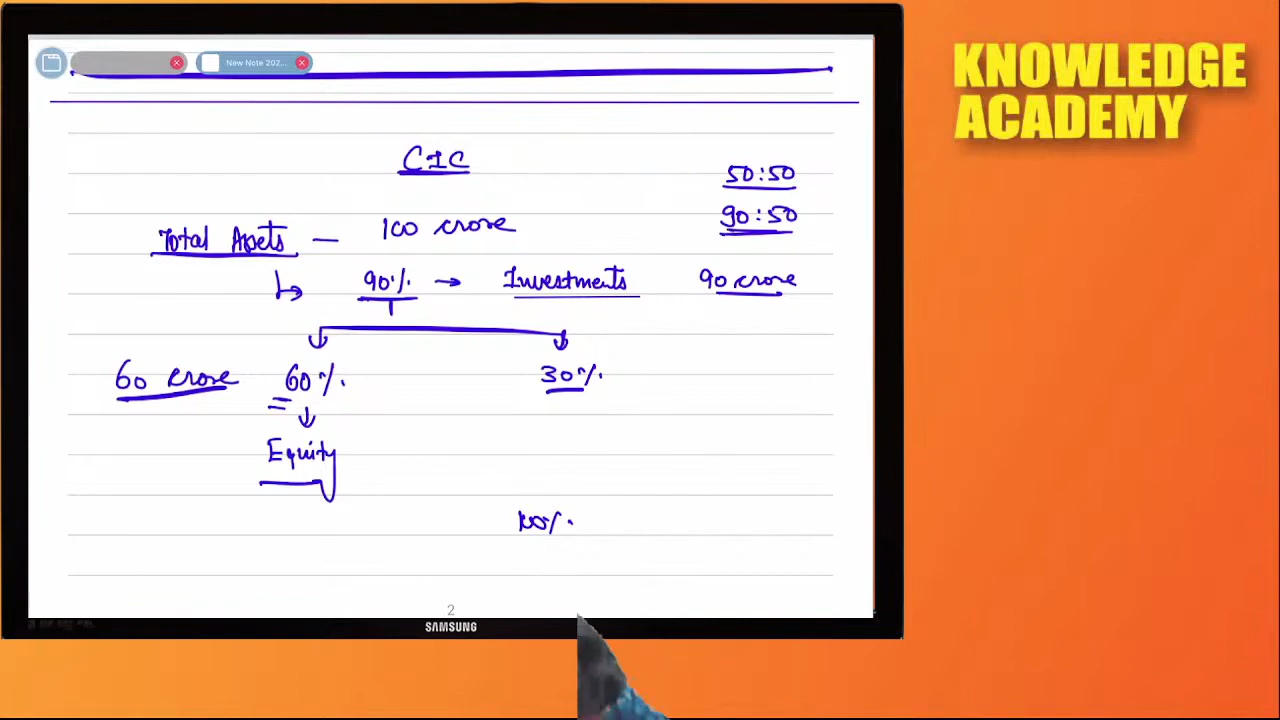 KNOWLEDGE
ACADEMY
New Note 202...
CIC
50:50
90:50
Total Assets — 100 crore
90% → Investments 90 crore
60 crore 60% 30%
Equity
100%
2
SAMSUNG